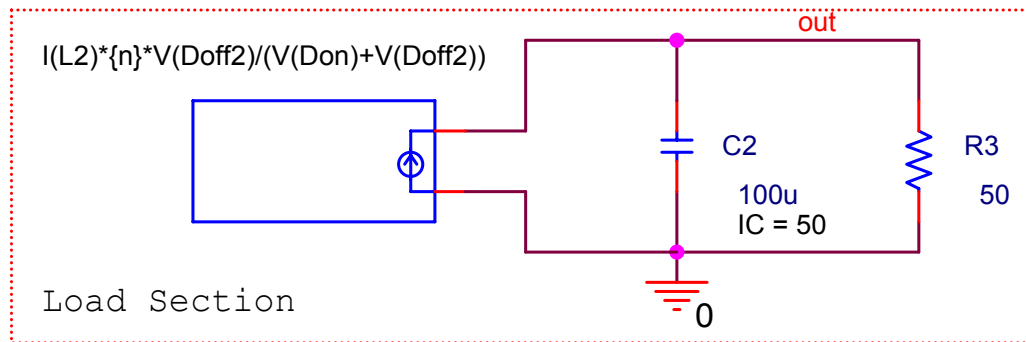 out
I(L2)*{n}*V(Doff2)/(V(Don)+V(Doff2))
C2
R3
100u
50
IC = 50
Load Section
0